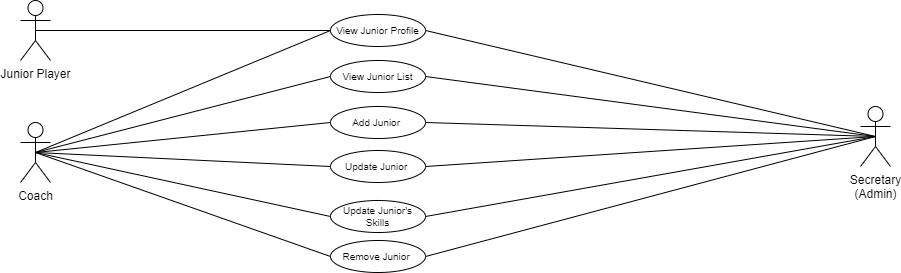 View Junior Profile
Junior Player
View Junior List
Add Junior
Update Junior
Coach
Secretary
(Admin)
Update Junior's
Skills
Remove Junior